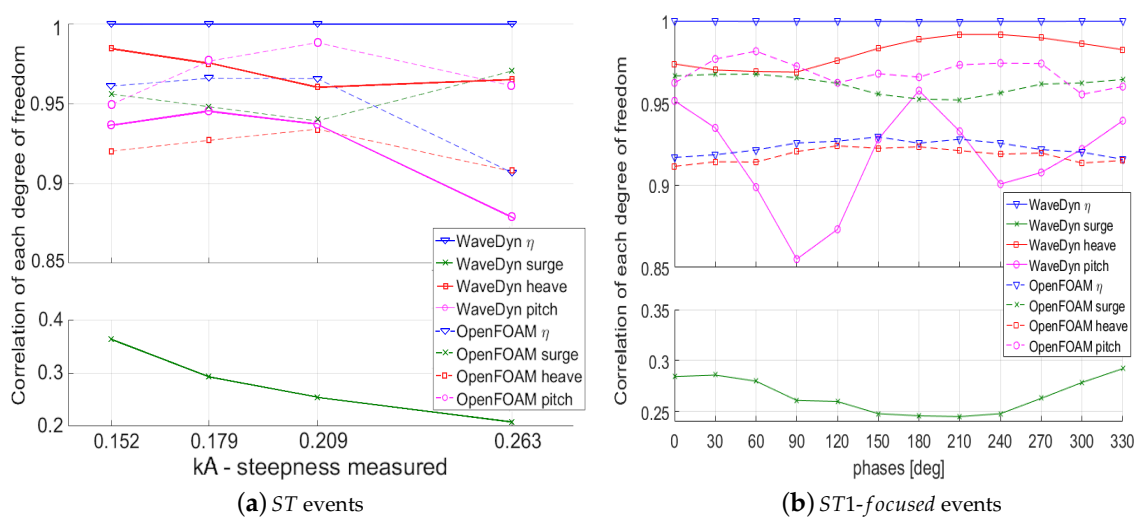 Correlation of each degree of freedom
1
0.95
0.9
0.85
0.4
0.3
0.2
0.152
0.179
0.209
0.263
kA - steepness measured
WaveDyn η
WaveDyn surge
WaveDyn heave
WaveDyn pitch
OpenFOAM η
OpenFOAM surge
OpenFOAM heave
OpenFOAM pitch
(a) ST events
Correlation of each degree of freedom
1
0.95
0.9
0.85
0.35
0.3
0.25
0
30
60
90
120
150
180
210
240
270
300
330
phases [deg]
WaveDyn η
WaveDyn surge
WaveDyn heave
WaveDyn pitch
OpenFOAM η
OpenFOAM surge
OpenFOAM heave
OpenFOAM pitch
(b) ST1-focused events